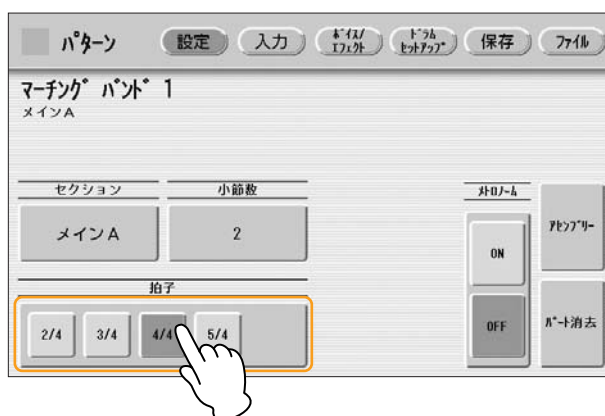 パターン 設定 入力 ボイス/エフェクト ドラムセットアップ 保存 ファイル
マーチング バンド 1
メインA
セクション 小節数 メトロノーム
メインA 2 ON アセンブリー
拍子
2/4 3/4 4/4 5/4 OFF パート消去